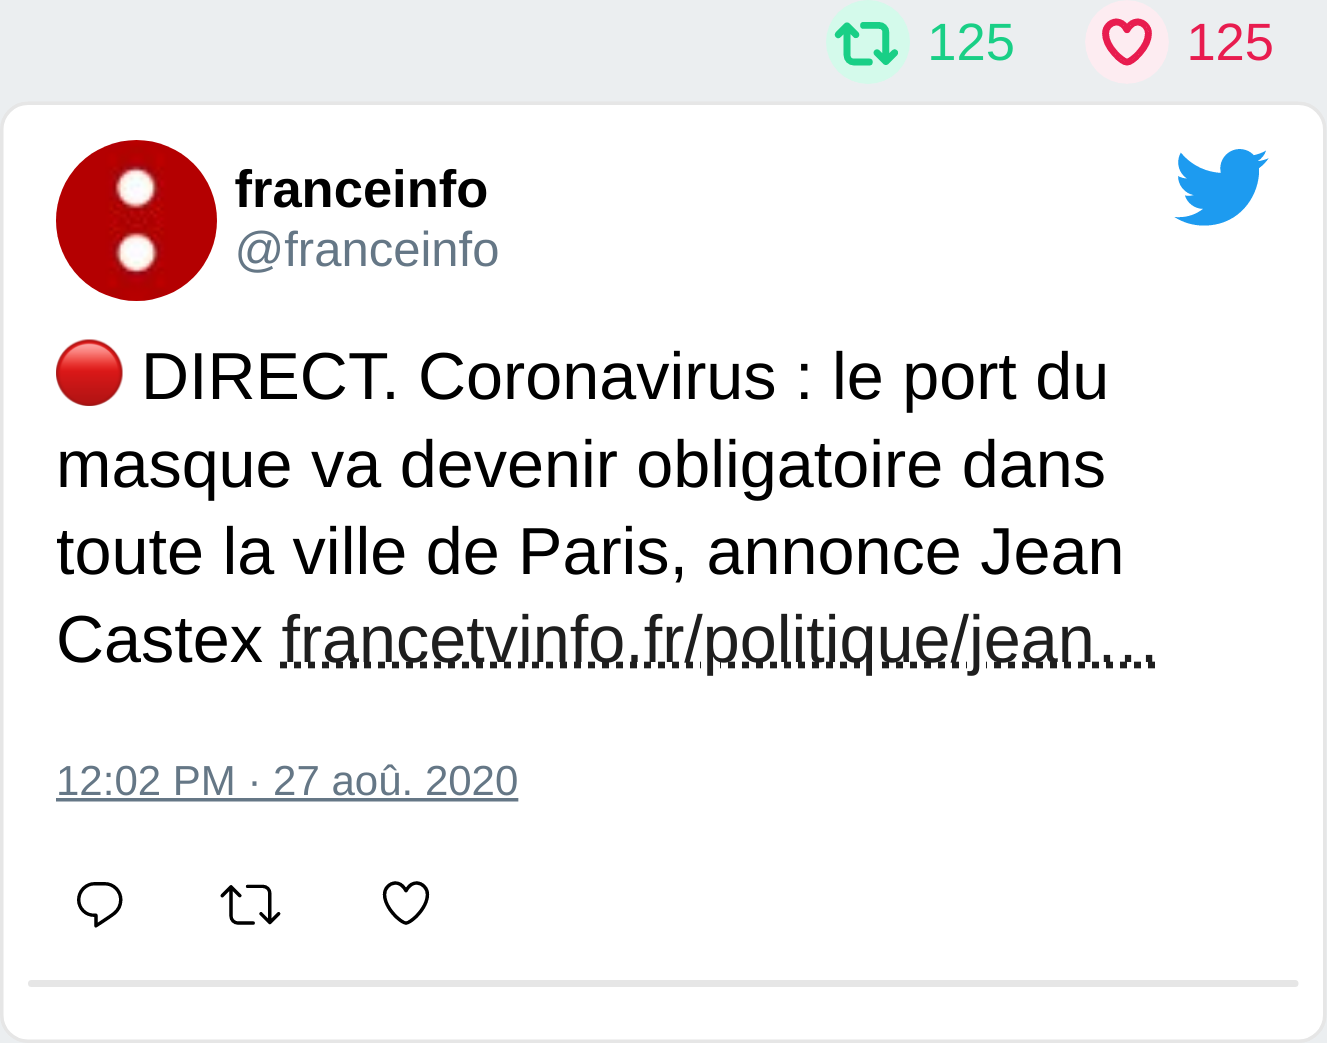 125 125
franceinfo
@franceinfo
🔴 DIRECT. Coronavirus : le port du
masque va devenir obligatoire dans
toute la ville de Paris, annonce Jean
Castex francetvinfo.fr/politique/jean…
12:02 PM · 27 aoû. 2020